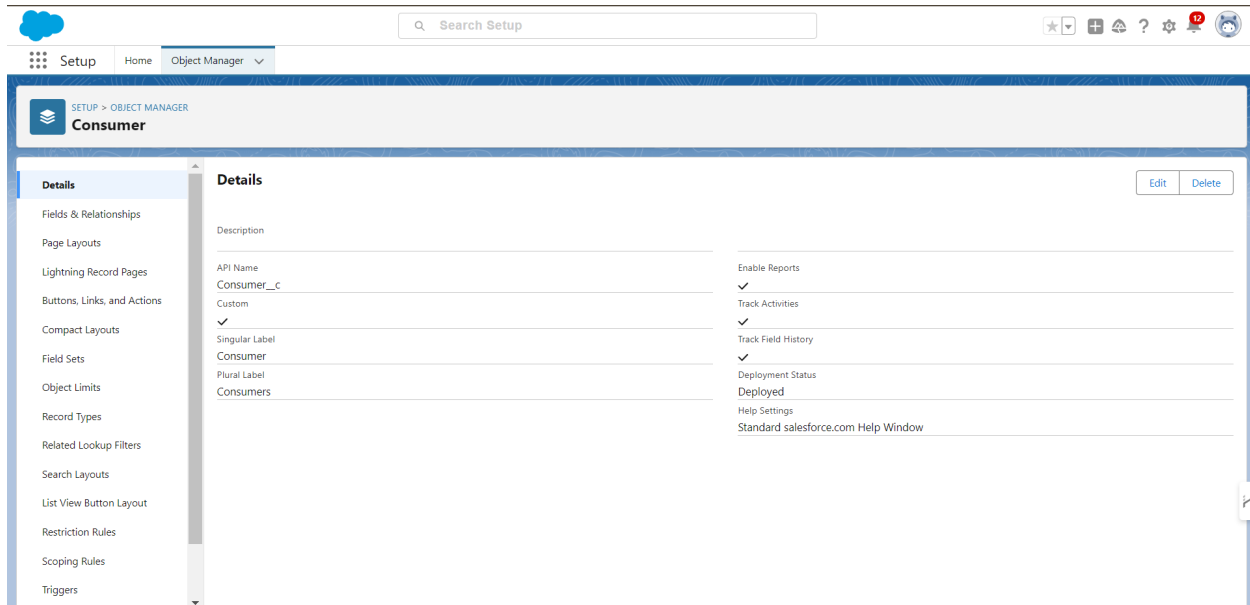 Search Setup
12
Setup
Home
Object Manager
SETUP > OBJECT MANAGER
Consumer
Details
Fields & Relationships
Page Layouts
Lightning Record Pages
Buttons, Links, and Actions
Compact Layouts
Field Sets
Object Limits
Record Types
Related Lookup Filters
Search Layouts
List View Button Layout
Restriction Rules
Scoping Rules
Triggers
Details
Edit
Delete
Description
API Name
Consumer__c
Custom
Singular Label
Consumer
Plural Label
Consumers
Enable Reports
Track Activities
Track Field History
Deployment Status
Deployed
Help Settings
Standard salesforce.com Help Window